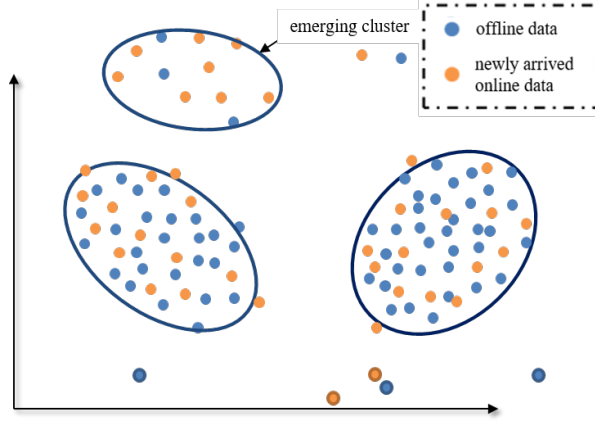 emerging cluster
offline data
newly arrived
online data